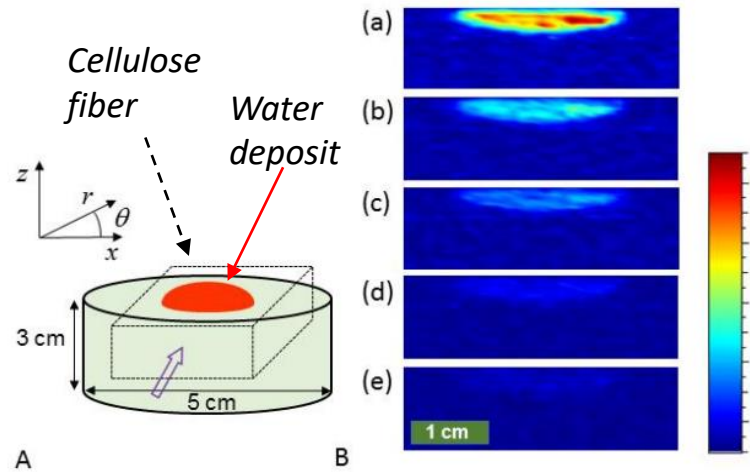 Cellulose
fiber
Water
deposit
z
r
θ
x
3 cm
5 cm
A
B
(a)
(b)
(c)
(d)
(e)
1 cm